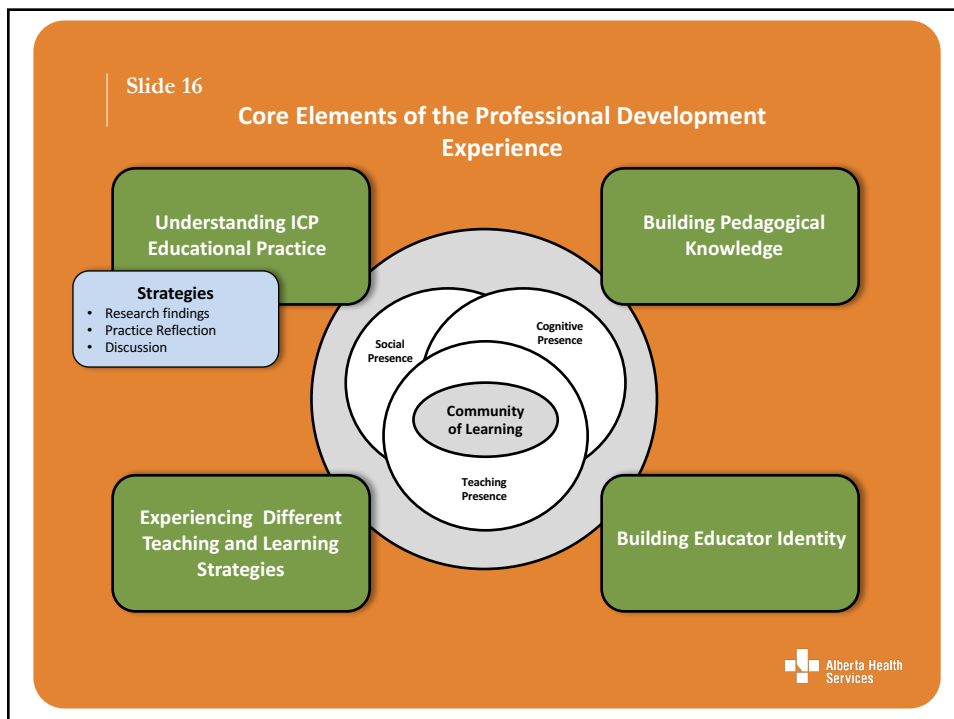 Slide 16
Core Elements of the Professional Development
Experience
Understanding ICP
Educational Practice
Building Pedagogical
Knowledge
Strategies
• Research findings
• Practice Reflection
• Discussion
Social
Presence
Cognitive
Presence
Community
of Learning
Teaching
Presence
Experiencing Different
Teaching and Learning
Strategies
Building Educator Identity
Alberta Health
Services